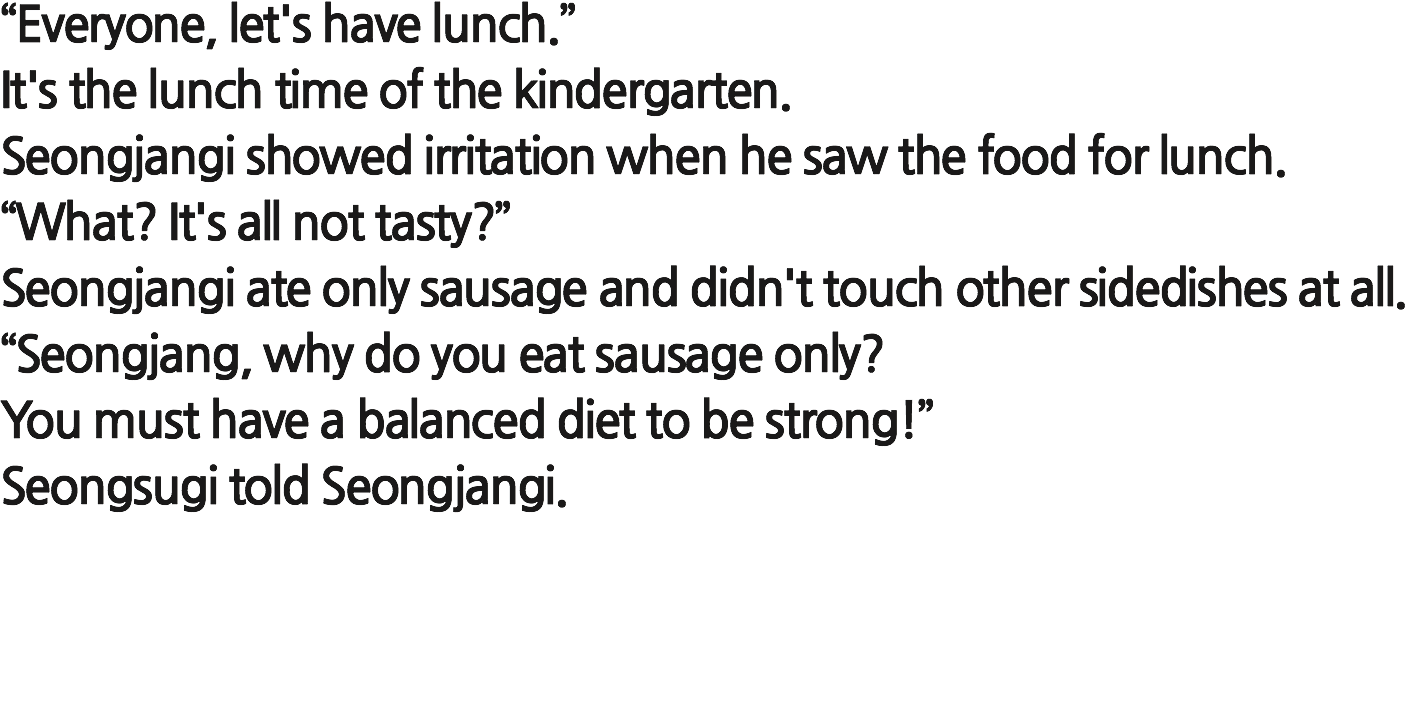 “Everyone, let's have lunch.”
It's the lunch time of the kindergarten.
Seongjangi showed irritation when he saw the food for lunch.
“What? It's all not tasty?”
Seongjangi ate only sausage and didn't touch other sidedishes at all.
“Seongjang, why do you eat sausage only?
You must have a balanced diet to be strong!”
Seongsugi told Seongjangi.